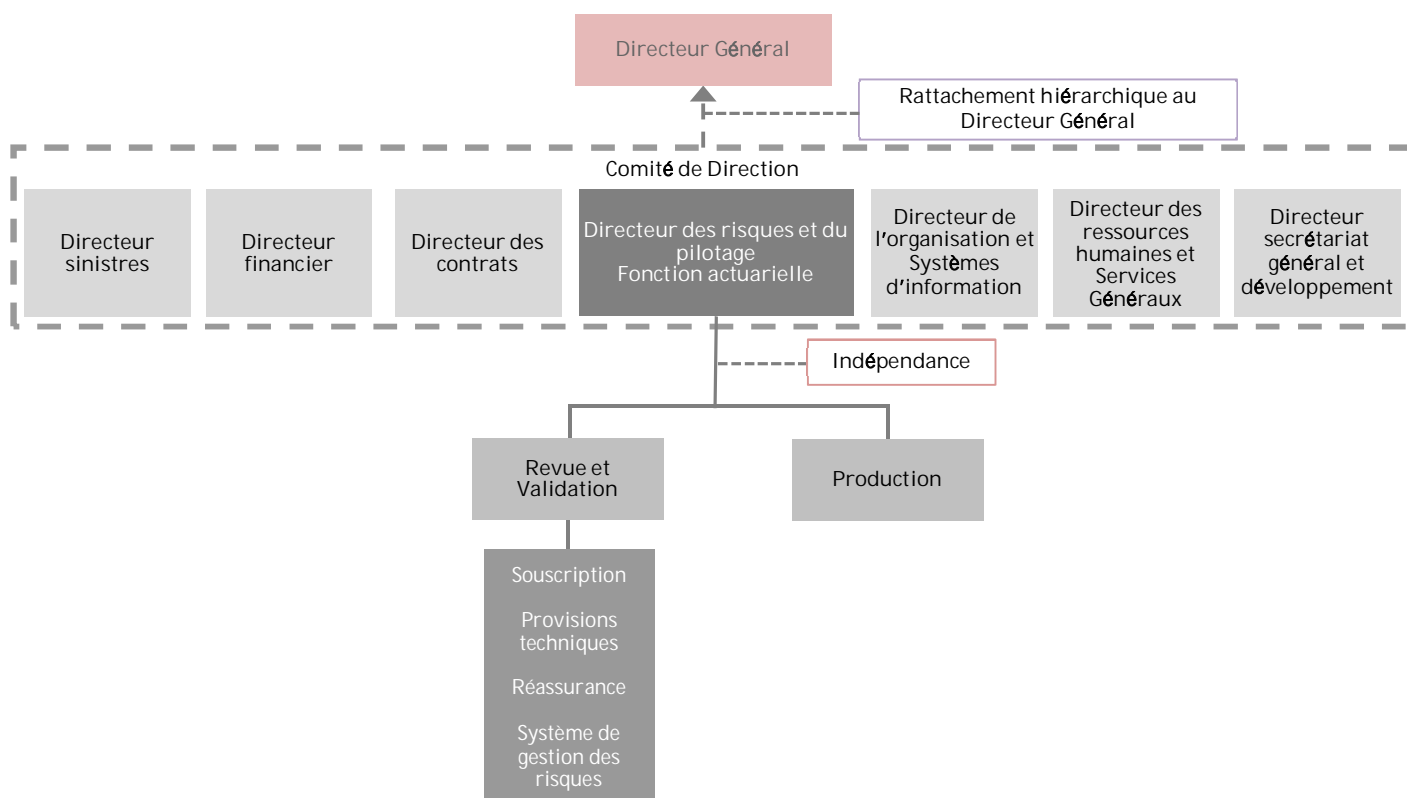 Directeur Général
Rattachement hiérarchique au
Directeur Général
Comité de Direction
Directeur
sinistres
Directeur
financier
Directeur des
contrats
Directeur des risques et du
pilotage
Fonction actuarielle
Directeur de
l'organisation et
Systèmes
d'information
Directeur des
ressources
humaines et
Services
Généraux
Directeur
secrétariat
général et
développement
Indépendance
Revue et
Validation
Production
Souscription
Provisions
techniques
Réassurance
Système de
gestion des
risques